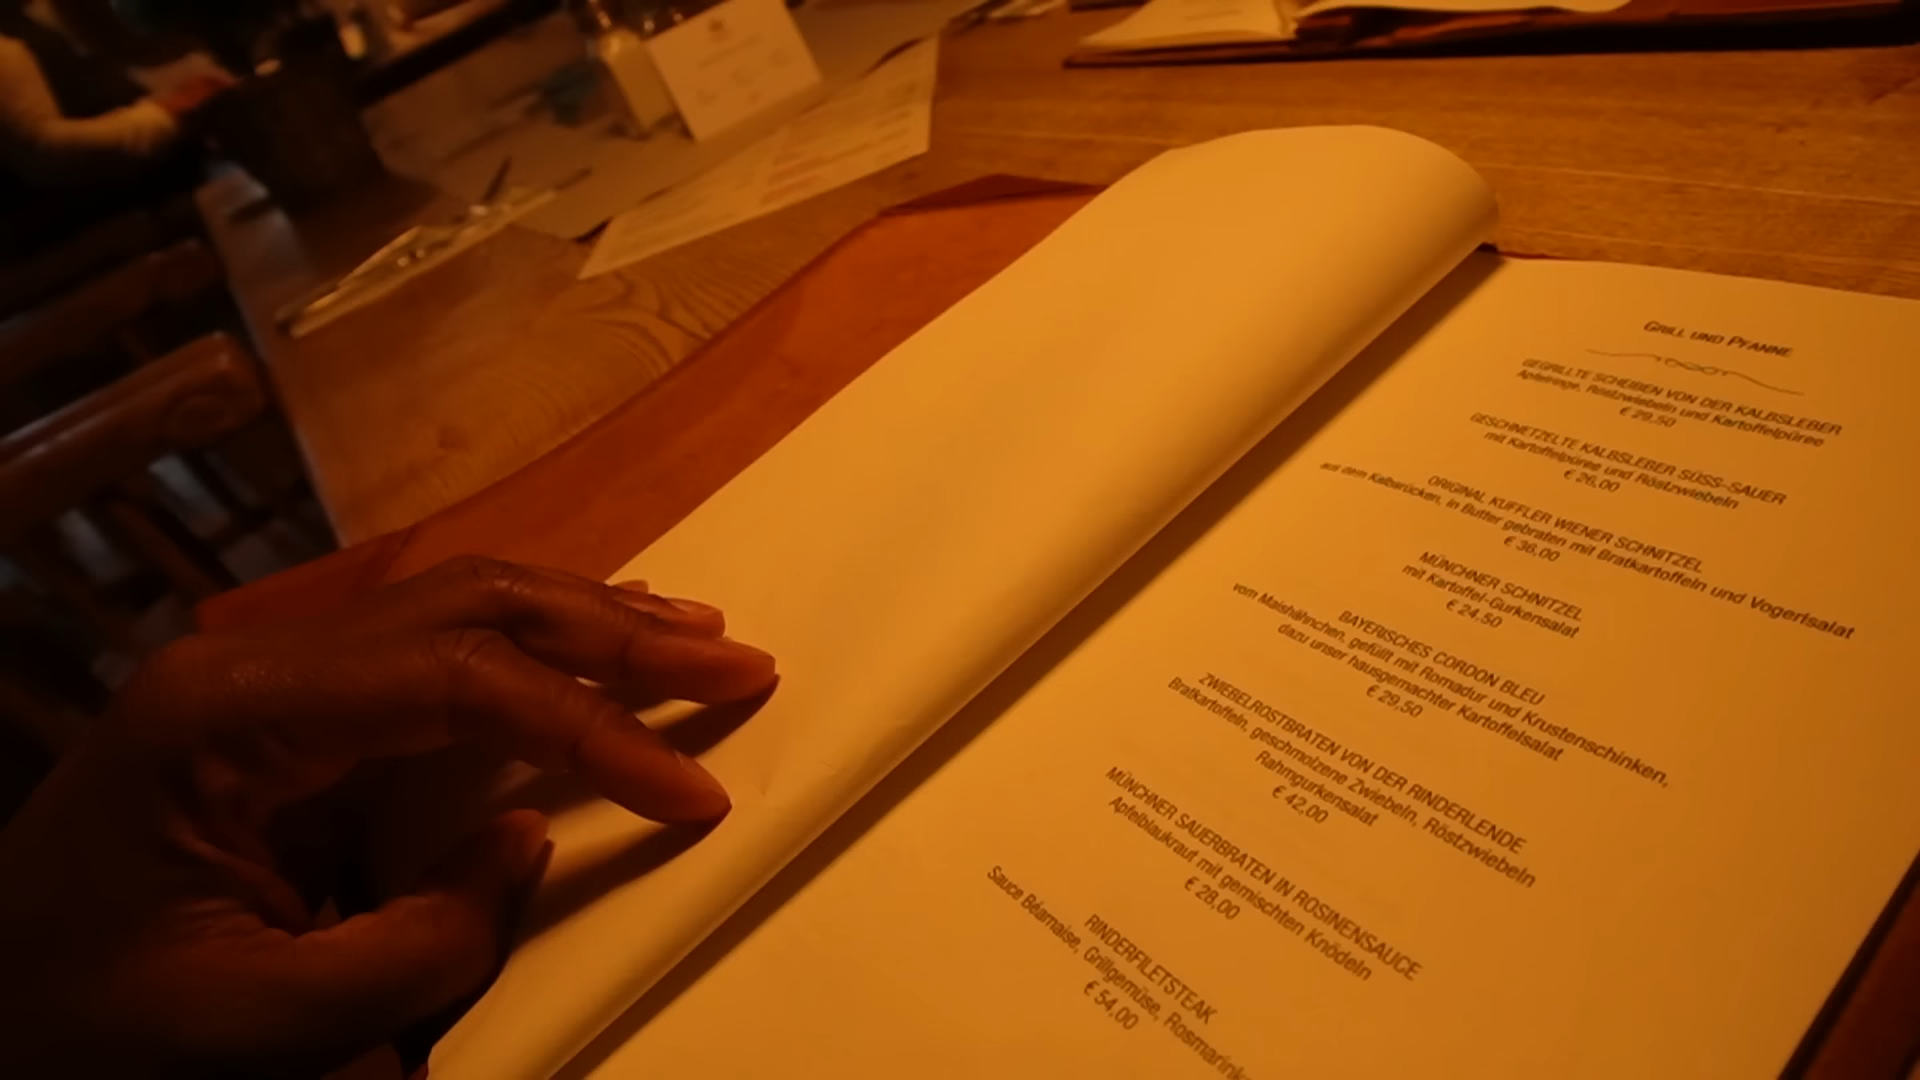 GRILL UND PFANNE
GEGRILLTE SCHEIBEN VON DER KALBSLEBER
Apfelringe, Röstzwiebeln und Kartoffelpüree
€ 29,50
GESCHNETZELTE KALBSLEBER SÜSS-SAUER
mit Kartoffelpüree und Röstzwiebeln
€ 26,00
ORIGINAL KUFFLER WIENER SCHNITZEL
aus dem Kalbsrücken, in Butter gebraten mit Bratkartoffeln und Vogerlsalat
€ 36,00
MÜNCHNER SCHNITZEL
mit Kartoffel-Gurkensalat
€ 24,50
BAYERISCHES CORDON BLEU
vom Maishähnchen, gefüllt mit Romadur und Krustenschinken,
dazu unser hausgemachter Kartoffelsalat
€ 29,50
ZWIEBELROSTBRATEN VON DER RINDERLENDE
Bratkartoffeln, geschmolzene Zwiebeln, Röstzwiebeln
Rahmgurkensalat
€ 42,00
MÜNCHNER SAUERBRATEN IN ROSINENSAUCE
Apfelblaukraut mit gemischten Knödeln
€ 28,00
RINDERFILETSTEAK
Sauce Béarnaise, Grillgemüse,
€ 54,00